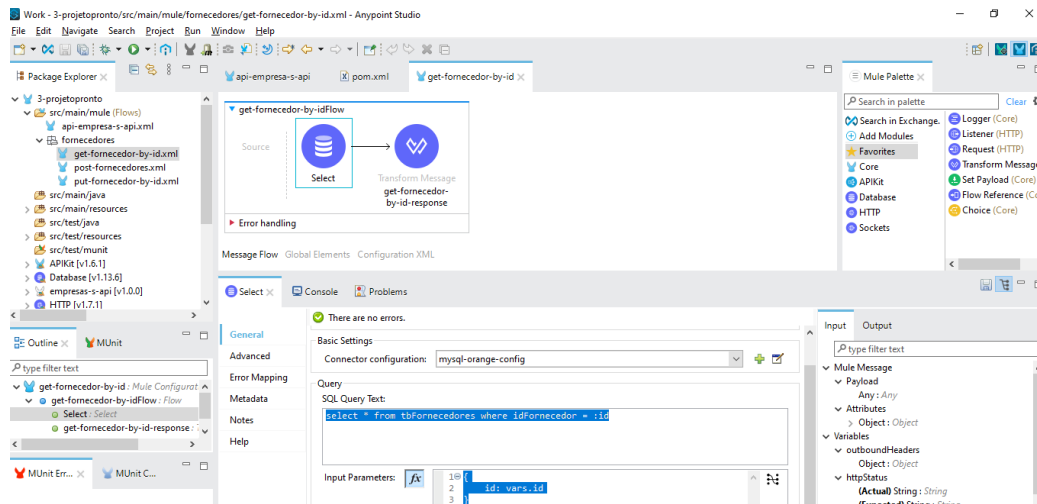 Work - 3-projetopronto/src/main/mule/fornecedores/get-fornecedor-by-id.xml - Anypoint Studio
File Edit Navigate Search Project Run Window Help
Package Explorer
3-projetopronto
src/main/mule (Flows)
api-empresa-s-api.xml
fornecedores
get-fornecedor-by-id.xml
post-fornecedores.xml
put-fornecedor-by-id.xml
src/main/java
src/main/resources
src/test/java
src/test/resources
src/test/munit
APIKit [v1.6.1]
Database [v1.13.6]
empresas-s-api [v1.0.0]
HTTP [v1.7.1]
Outline
MUnit
type filter text
get-fornecedor-by-id : Mule Configurat
get-fornecedor-by-idFlow : Flow
Select : Select
get-fornecedor-by-id-response :
MUnit Err...
MUnit C...
api-empresa-s-api
pom.xml
get-fornecedor-by-id
get-fornecedor-by-idFlow
Source
Select
Transform Message
get-fornecedor-
by-id-response
Error handling
Message Flow Global Elements Configuration XML
Select
Console
Problems
General
Advanced
Error Mapping
Metadata
Notes
Help
There are no errors.
Basic Settings
Connector configuration: mysql-orange-config
Query
SQL Query Text:
select * from tbFornecedores where idFornecedor = :id
Input Parameters: fx
1 {
2 id: vars.id
3 }
Mule Palette
Search in palette
Clear
Search in Exchange.
Add Modules
Favorites
Core
APIKit
Database
HTTP
Sockets
Logger (Core)
Listener (HTTP)
Request (HTTP)
Transform Message
Set Payload (Core)
Flow Reference (Co
Choice (Core)
Input
Output
type filter text
Mule Message
Payload
Any : Any
Attributes
Object : Object
Variables
outboundHeaders
Object : Object
httpStatus
(Actual) String : String